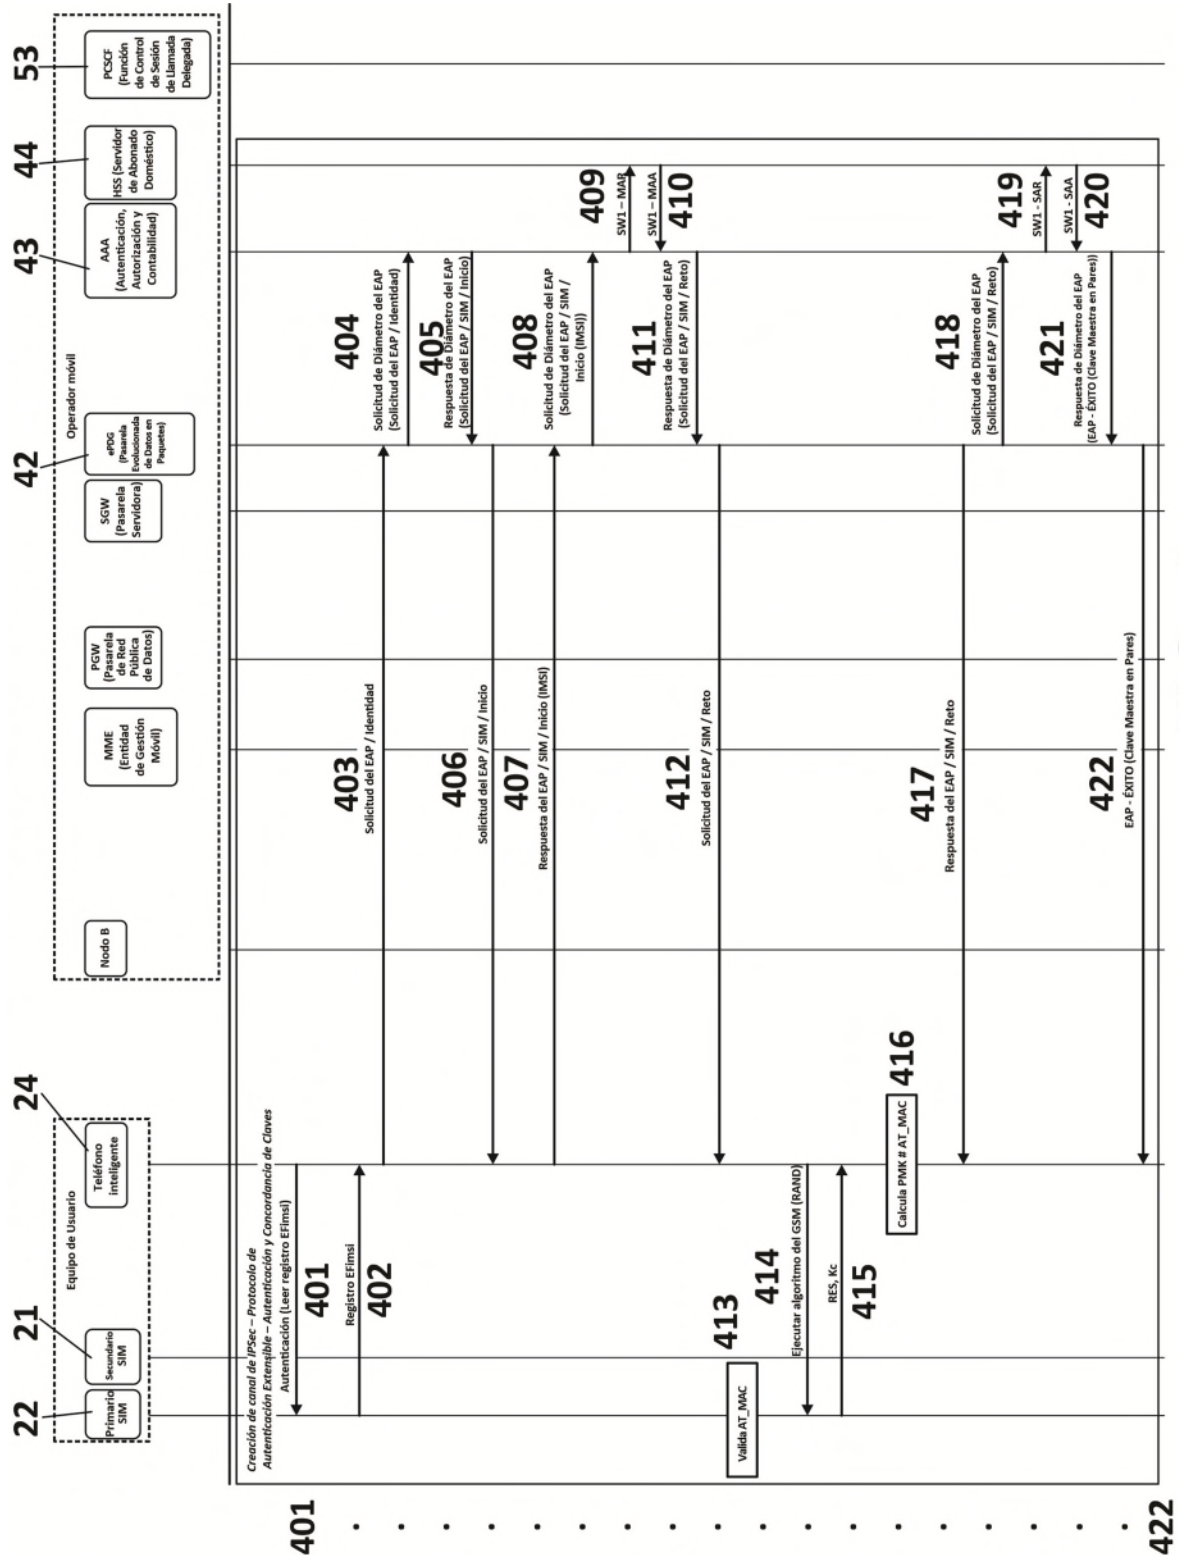 22
21
24
42
43
44
53
Equipo de Usuario
Operador móvil
Primario
SIM
Secundario
SIM
Teléfono
inteligente
Nodo B
MME
(Entidad
de Gestión
Móvil)
PGW
(Pasarela
de Red
Pública
de Datos)
SGW
(Pasarela
Servidora)
ePDG
(Pasarela
Evolucionada
de Datos en
Paquetes)
AAA
(Autenticación,
Autorización y
Contabilidad)
HSS (Servidor
de Abonado
Doméstico)
PCSCF
(Función
de Control
de Sesión
de Llamada
Delegada)
Creación de canal de IPSec – Protocolo de
Autenticación Extensible – Autenticación y Concordancia de Claves
401
Autenticación (Leer registro EFimsi)
401
Registro EFimsi
402
403
Solicitud del EAP / Identidad
404
Solicitud de Diámetro del EAP
(Solicitud del EAP / Identidad)
405
Respuesta de Diámetro del EAP
(Solicitud del EAP / SIM / Inicio)
406
Solicitud del EAP / SIM / Inicio
407
Respuesta del EAP / SIM / Inicio (IMSI)
408
Solicitud de Diámetro del EAP
(Solicitud del EAP / SIM /
Inicio (IMSI))
409
SW1 – MAR
SW1 – MAA
410
411
Respuesta de Diámetro del EAP
(Solicitud del EAP / SIM / Reto)
412
Solicitud del EAP / SIM / Reto
413
Valida AT_MAC
414
Ejecutar algoritmo del GSM (RAND)
RES, Kc
415
416
Calcula PMK # AT_MAC
417
Respuesta del EAP / SIM / Reto
418
Solicitud de Diámetro del EAP
(Solicitud del EAP / SIM / Reto)
419
SW1 - SAR
SW1 - SAA
420
421
Respuesta de Diámetro del EAP
(EAP - ÉXITO (Clave Maestra en Pares))
422
EAP - ÉXITO (Clave Maestra en Pares)
422